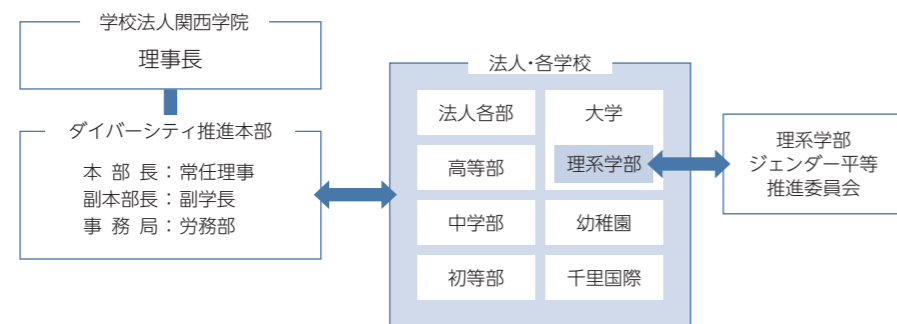 学校法人関西学院
理事長
ダイバーシティ推進本部
本部長：常任理事
副本部長：副学長
事務局：労務部
法人・各学校
法人各部
大学
高等部
理系学部
中学部
幼稚園
初等部
千里国際
理系学部
ジェンダー平等
推進委員会